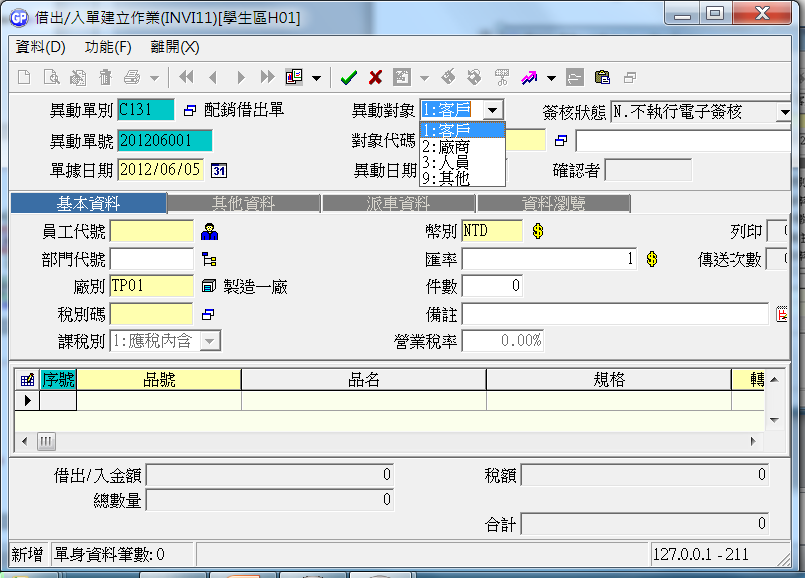 GP 借出/入單建立作業(INVI11)[學生區H01]
資料(D) 功能(F) 離開(X)
異動單別 C131 配銷借出單 異動對象 1:客戶 簽核狀態 N.不執行電子簽核
1:客戶
2:廠商
3:人員
9:其他
異動單號 201206001 對象代碼
單據日期 2012/06/05 31 異動日期 確認者
基本資料 其他資料 派車資料 資料瀏覽
員工代號 幣別 NTD 列印
部門代號 匯率 1 傳送次數
廠別 TP01 製造一廠 件數 0
稅別碼 備註
課稅別 1:應稅內含 營業稅率 0.00%
序號 品號 品名 規格 轉
借出/入金額 0 稅額 0
總數量 0
合計 0
新增 單身資料筆數: 0 127.0.0.1 - 211